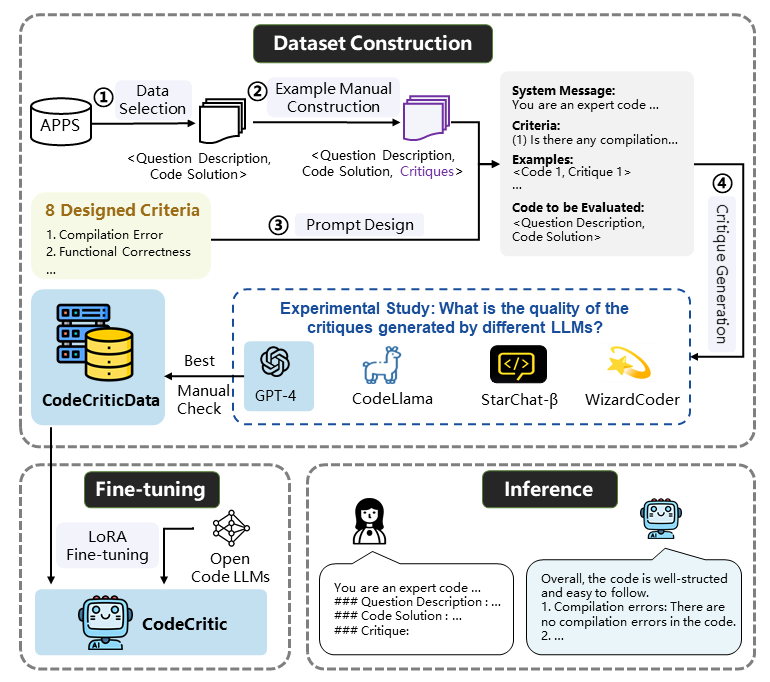 Dataset Construction
APPS
① Data
Selection
<Question Description,
Code Solution>
② Example Manual
Construction
<Question Description,
Code Solution, Critiques>
System Message:
You are an expert code ...
Criteria:
(1) Is there any compilation...
Examples:
<Code 1, Critique 1>
...
Code to be Evaluated:
<Question Description,
Code Solution>
8 Designed Criteria
1. Compilation Error
2. Functional Correctness
...
③ Prompt Design
④ Critique Generation
Experimental Study: What is the quality of the
critiques generated by different LLMs?
GPT-4
CodeLlama
StarChat-β
WizardCoder
Best
Manual
Check
CodeCriticData
Fine-tuning
LoRA
Fine-tuning
Open
Code LLMs
AI
CodeCritic
Inference
You are an expert code ...
### Question Description : ...
### Code Solution : ...
### Critique:
AI
Overall, the code is well-structured
and easy to follow.
1. Compilation errors: There are
no compilation errors in the code.
2. ...